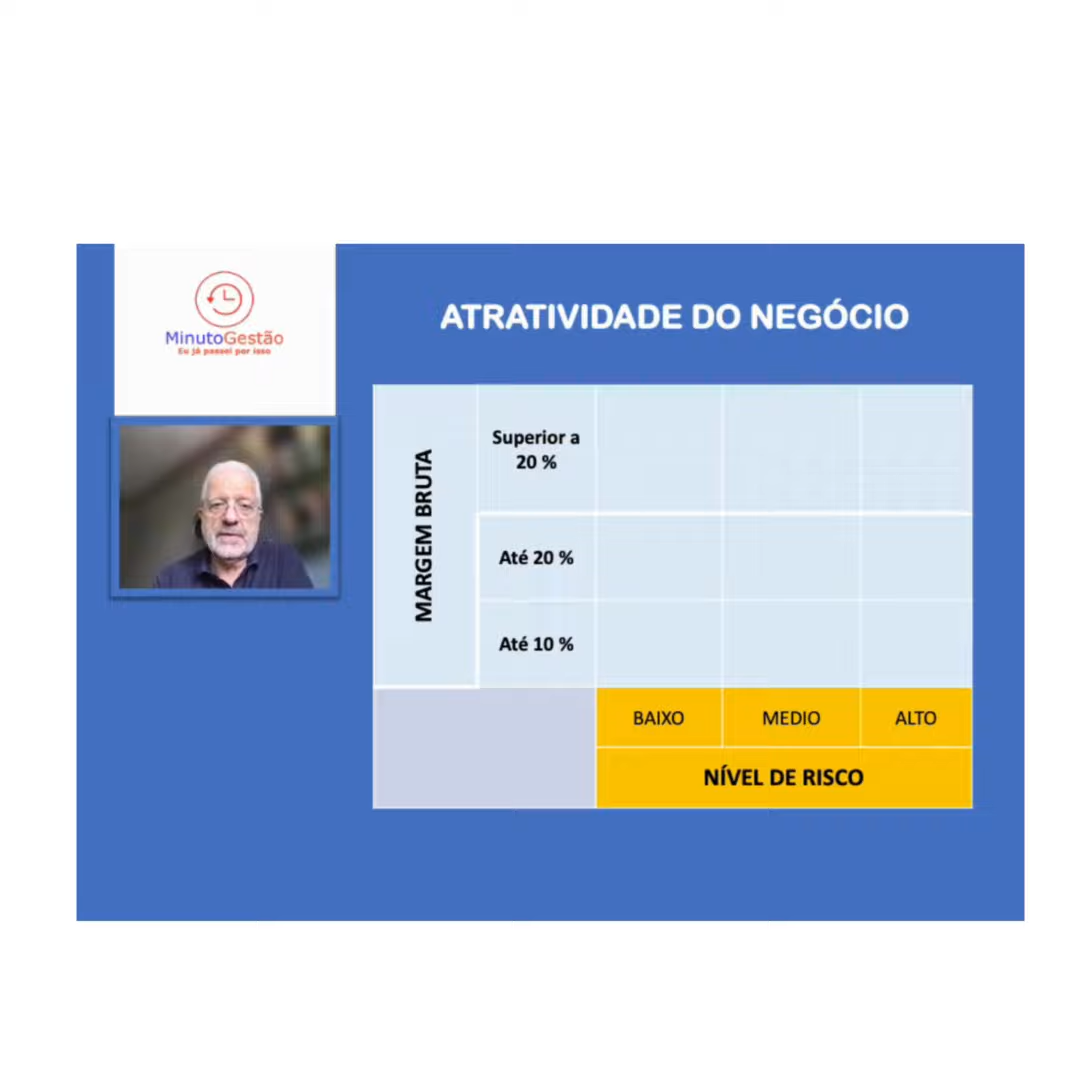 MinutoGestão
Eu já passei por isso
ATRATIVIDADE DO NEGÓCIO
MARGEM BRUTA
Superior a
20 %
Até 20 %
Até 10 %
BAIXO
MEDIO
ALTO
NÍVEL DE RISCO